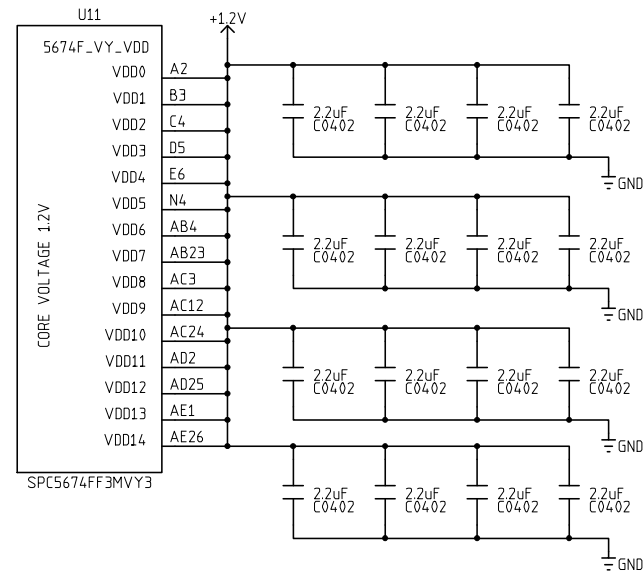 U11
+1.2V
5674F_VY_VDD
VDD0 A2
VDD1 B3
VDD2 C4
VDD3 D5
VDD4 E6
VDD5 N4
VDD6 AB4
VDD7 AB23
VDD8 AC3
VDD9 AC12
VDD10 AC24
VDD11 AD2
VDD12 AD25
VDD13 AE1
VDD14 AE26
CORE VOLTAGE 1.2V
SPC5674FF3MVY3
2.2uF 2.2uF 2.2uF 2.2uF
C0402 C0402 C0402 C0402
GND
2.2uF 2.2uF 2.2uF 2.2uF
C0402 C0402 C0402 C0402
GND
2.2uF 2.2uF 2.2uF 2.2uF
C0402 C0402 C0402 C0402
GND
2.2uF 2.2uF 2.2uF 2.2uF
C0402 C0402 C0402 C0402
GND